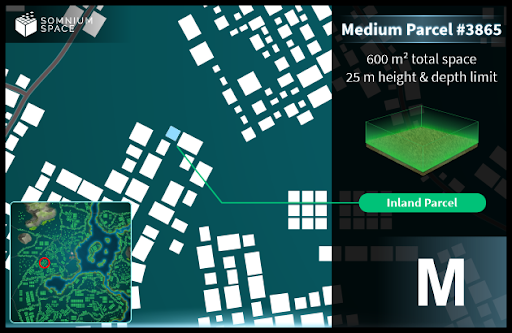 SOMNIUM
SPACE
Medium Parcel #3865
600 m² total space
25 m height & depth limit
Inland Parcel
M